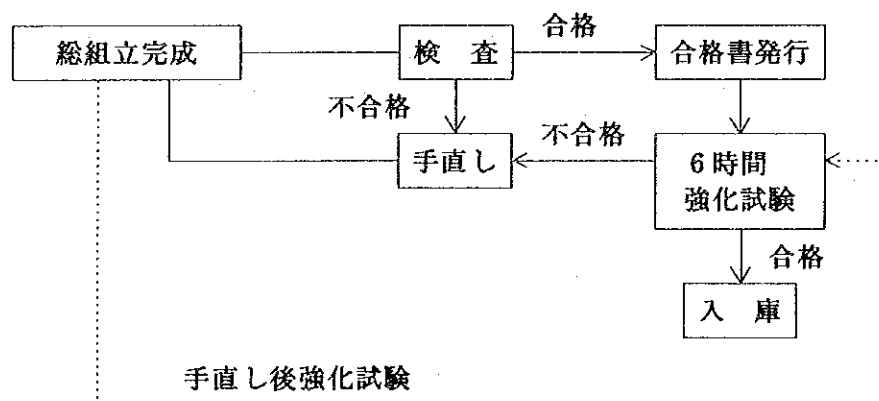 総組立完成
検　査
合格
合格書発行
不合格
手直し
不合格
６時間
強化試験
合格
入　庫
手直し後強化試験